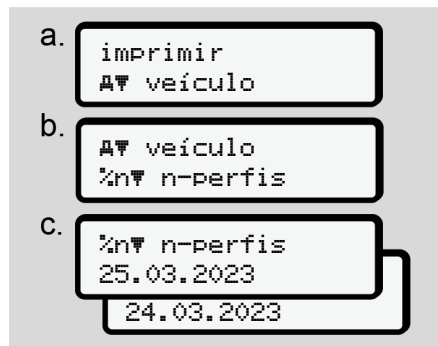 a.
imprimir
veículo
b.
veículo
%n▼ n-perfis
c.
%n▼ n-perfis
25.03.2023
24.03.2023